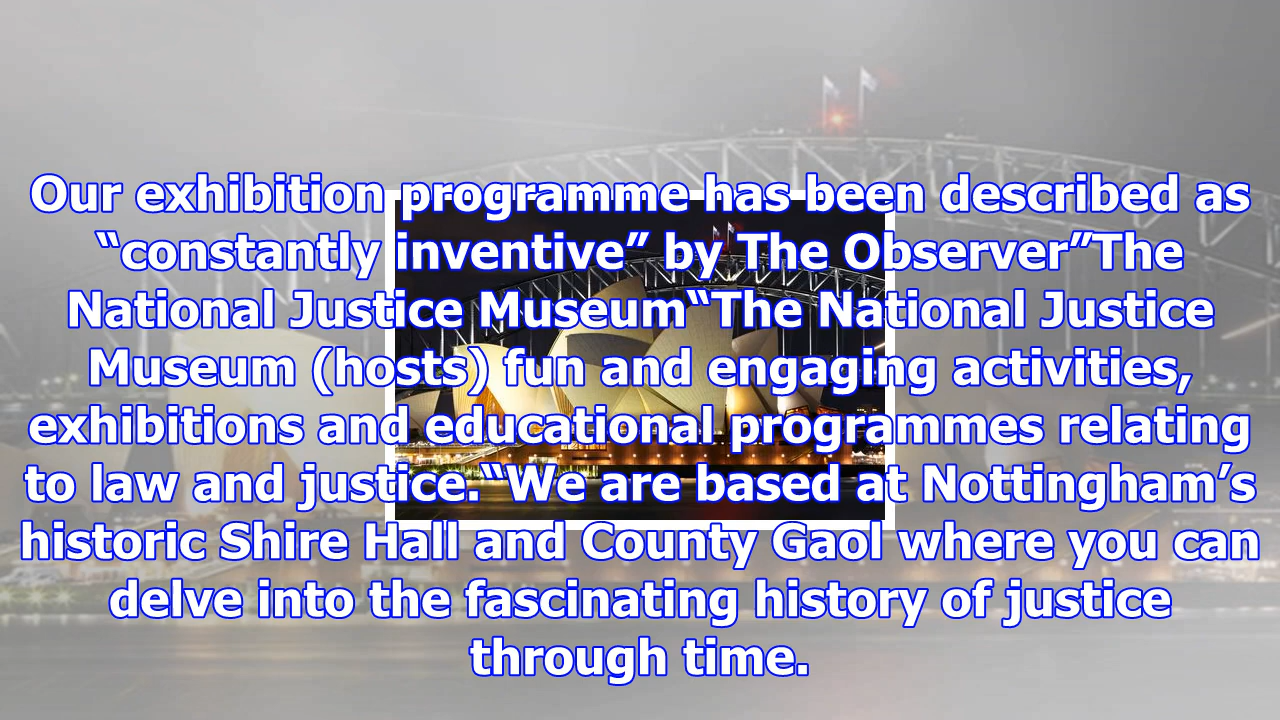 Our exhibition programme has been described as
“constantly inventive” by The Observer”The
National Justice Museum“The National Justice
Museum (hosts) fun and engaging activities,
exhibitions and educational programmes relating
to law and justice.“We are based at Nottingham’s
historic Shire Hall and County Gaol where you can
delve into the fascinating history of justice
through time.